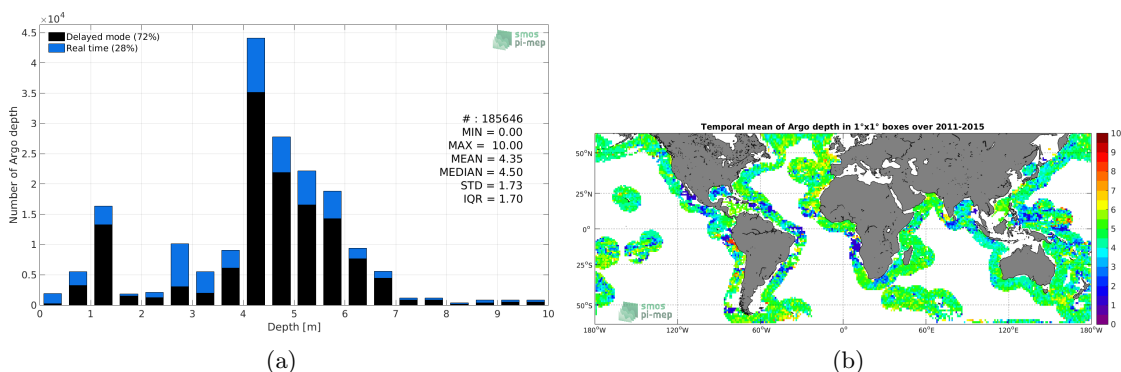 ×10⁴
4.5
4
3.5
3
2.5
2
1.5
1
0.5
0
Number of Argo depth
Delayed mode (72%)
Real time (28%)
smos
pi-mep
# : 185646
MIN = 0.00
MAX = 10.00
MEAN = 4.35
MEDIAN = 4.50
STD = 1.73
IQR = 1.70
0 1 2 3 4 5 6 7 8 9 10
Depth [m]
(a)
Temporal mean of Argo depth in 1°x1° boxes over 2011-2015
50°N
25°N
0°
25°S
50°S
smos
pi-mep
180°W 60°W 0° 60°E 120°E 180°W
10
9
8
7
6
5
4
3
2
1
0
(b)